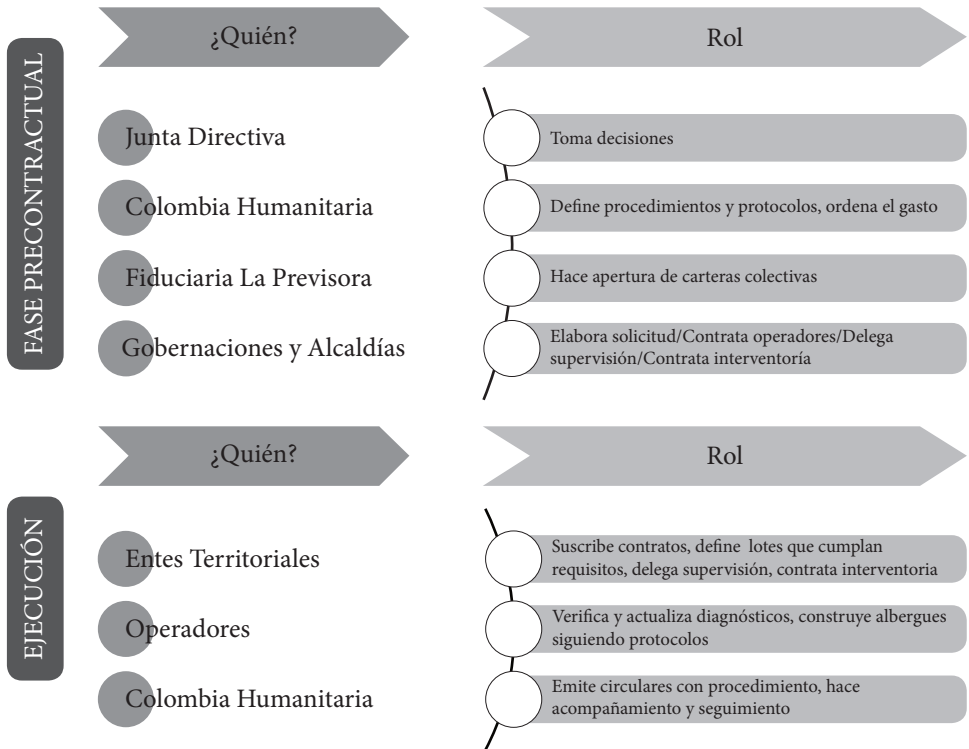 FASE PRECONTRACTUAL
¿Quién?
Rol
Junta Directiva
Toma decisiones
Colombia Humanitaria
Define procedimientos y protocolos, ordena el gasto
Fiduciaria La Previsora
Hace apertura de carteras colectivas
Gobernaciones y Alcaldías
Elabora solicitud/Contrata operadores/Delega
supervisión/Contrata interventoría
EJECUCIÓN
¿Quién?
Rol
Entes Territoriales
Suscribe contratos, define lotes que cumplan
requisitos, delega supervisión, contrata interventoria
Operadores
Verifica y actualiza diagnósticos, construye albergues
siguiendo protocolos
Colombia Humanitaria
Emite circulares con procedimiento, hace
acompañamiento y seguimiento